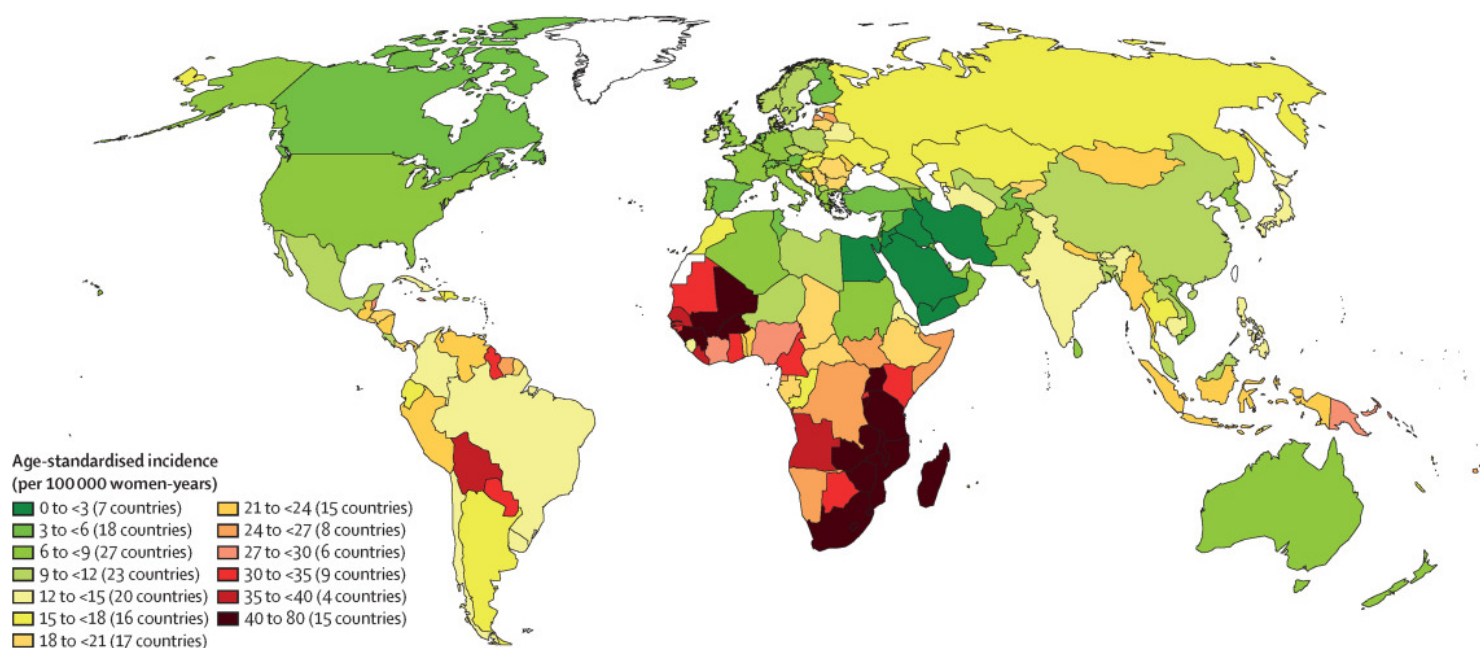 Age-standardised incidence
(per 100 000 women-years)
0 to <3 (7 countries)
3 to <6 (18 countries)
6 to <9 (27 countries)
9 to <12 (23 countries)
12 to <15 (20 countries)
15 to <18 (16 countries)
18 to <21 (17 countries)
21 to <24 (15 countries)
24 to <27 (8 countries)
27 to <30 (6 countries)
30 to <35 (9 countries)
35 to <40 (4 countries)
40 to 80 (15 countries)